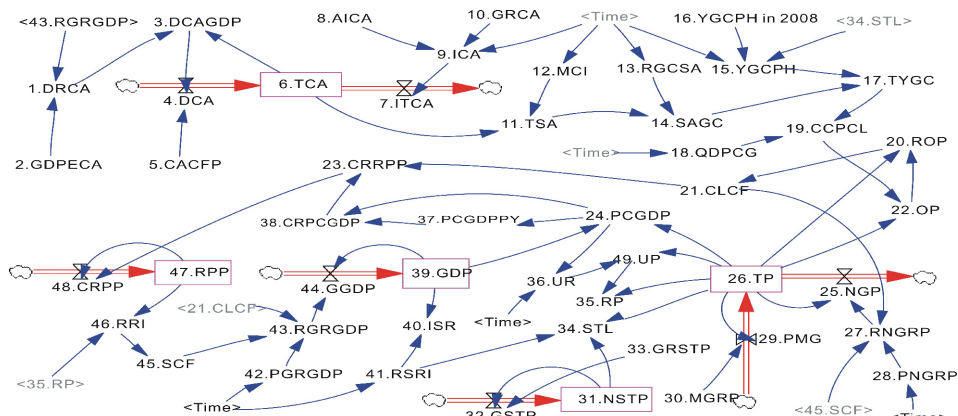 <43.RGRGDP>
3.DCAGDP
8.AICA
10.GRCA
<Time>
16.YGCPH in 2008
<34.STL>
9.ICA
1.DRCA
4.DCA
6.TCA
7.ITCA
12.MCI
13.RGCSA
15.YGCPH
17.TYGC
11.TSA
14.SAGC
19.CCPCL
2.GDPECA
5.CACFP
<Time>
18.QDPCG
20.ROP
23.CRRPP
21.CLCF
22.OP
38.CRPCGDP
37.PCGDPPY
24.PCGDP
47.RPP
48.CRPP
44.GGDP
39.GDP
49.UP
36.UR
35.RP
26.TP
25.NGP
<21.CLCP>
46.RRI
43.RGRGDP
40.ISR
<Time>
34.STL
29.PMG
27.RNGRP
45.SCF
33.GRSTP
<35.RP>
42.PGRGDP
41.RSRI
28.PNGRP
<Time>
32.GSTP
31.NSTP
30.MGRP
<45.SCF>
<Time>